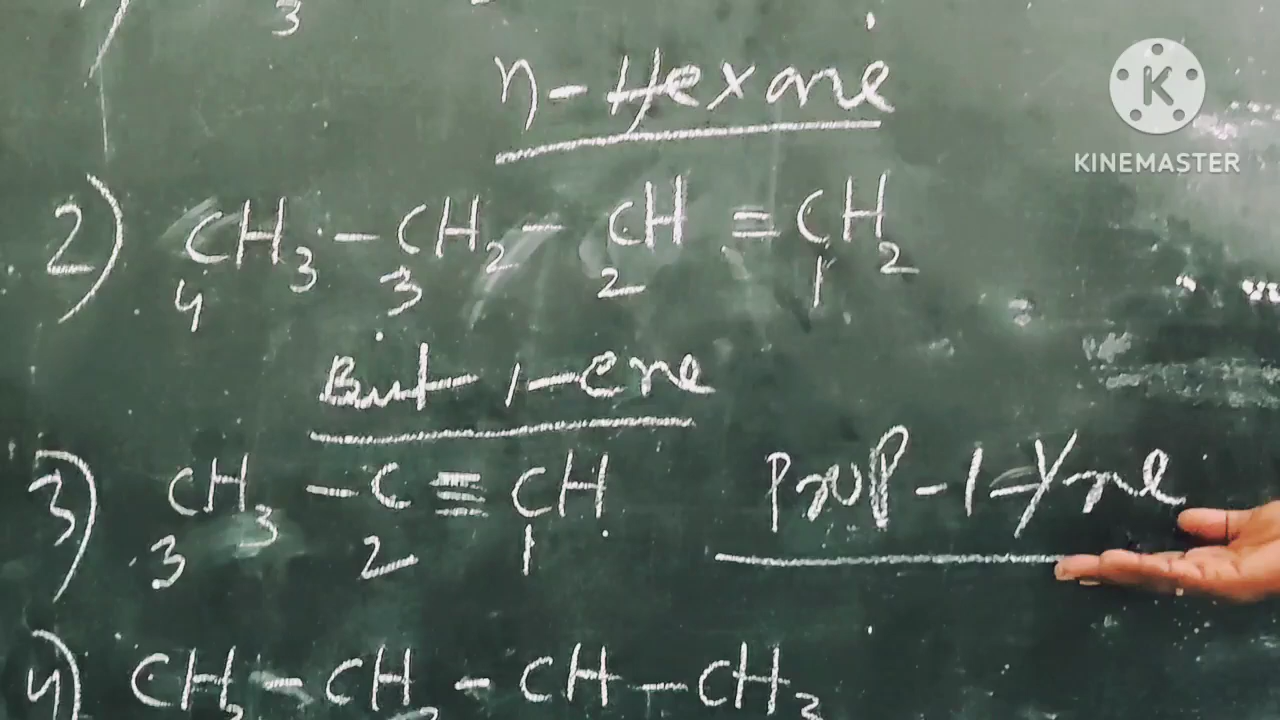 ) 3
n-Hexane
K
KINEMASTER
2) CH3 - CH2 - CH = CH2
4 3 2 1
But-1-ene
3) CH3 - C ≡ CH Prop-1-Yne
3 2 1
4) CH3 - CH2 - CH - CH3